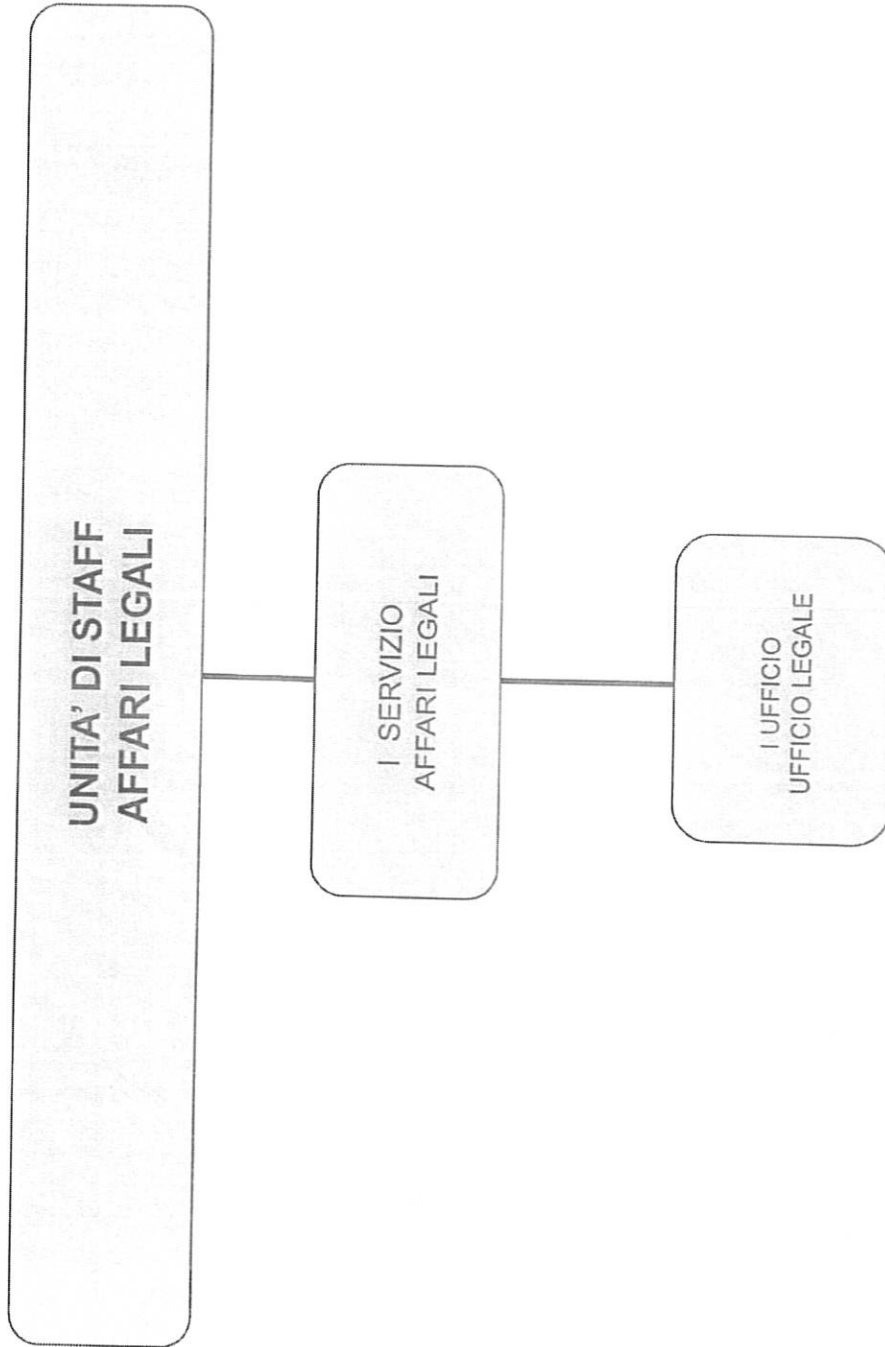 UNITA' DI STAFF
AFFARI LEGALI
I SERVIZIO
AFFARI LEGALI
I UFFICIO
UFFICIO LEGALE